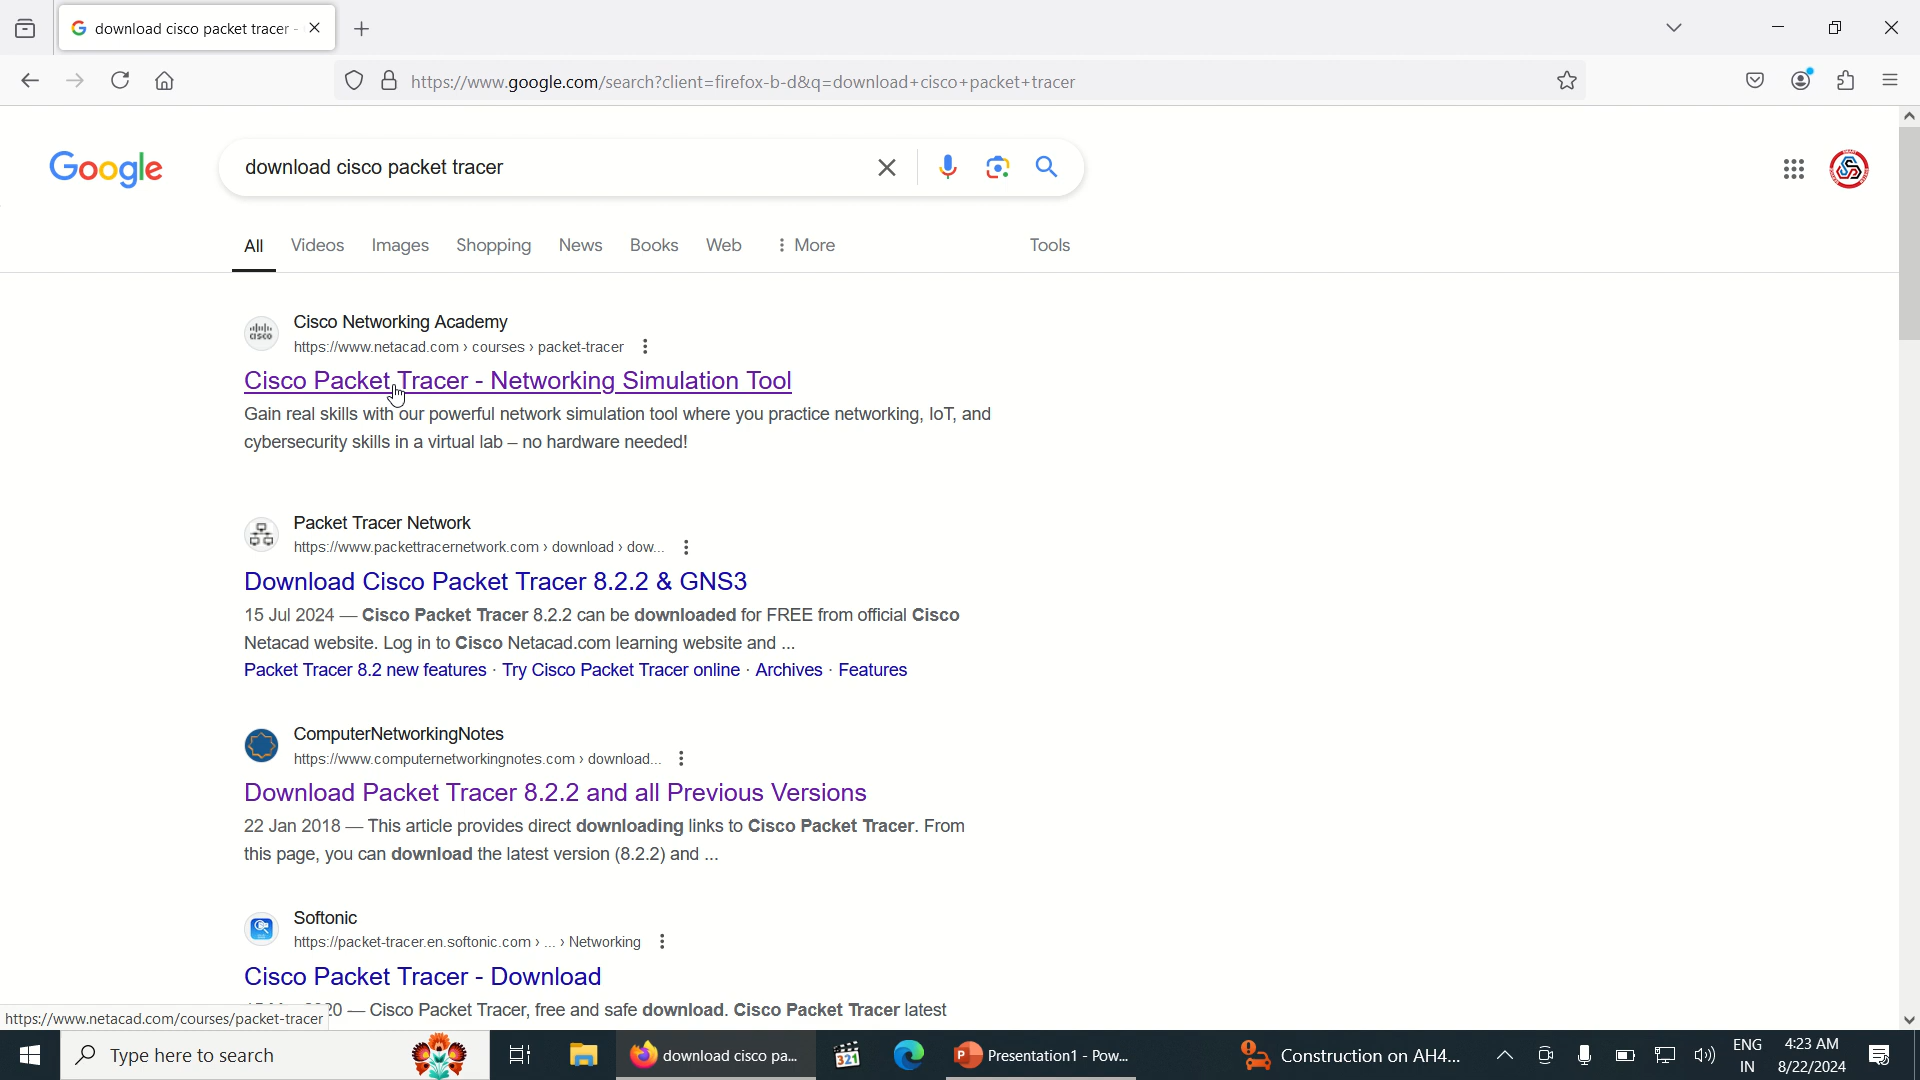 download cisco packet tracer -
https://www.google.com/search?client=firefox-b-d&q=download+cisco+packet+tracer
Google
download cisco packet tracer
All
Videos
Images
Shopping
News
Books
Web
More
Tools
cisco
Cisco Networking Academy
https://www.netacad.com › courses › packet-tracer
Cisco Packet Tracer - Networking Simulation Tool
Gain real skills with our powerful network simulation tool where you practice networking, IoT, and
cybersecurity skills in a virtual lab – no hardware needed!
Packet Tracer Network
https://www.packettracernetwork.com › download › dow...
Download Cisco Packet Tracer 8.2.2 & GNS3
15 Jul 2024 — Cisco Packet Tracer 8.2.2 can be downloaded for FREE from official Cisco
Netacad website. Log in to Cisco Netacad.com learning website and ...
Packet Tracer 8.2 new features · Try Cisco Packet Tracer online · Archives · Features
ComputerNetworkingNotes
https://www.computernetworkingnotes.com › download...
Download Packet Tracer 8.2.2 and all Previous Versions
22 Jan 2018 — This article provides direct downloading links to Cisco Packet Tracer. From
this page, you can download the latest version (8.2.2) and ...
Softonic
https://packet-tracer.en.softonic.com › ... › Networking
Cisco Packet Tracer - Download
— Cisco Packet Tracer, free and safe download. Cisco Packet Tracer latest
https://www.netacad.com/courses/packet-tracer
Type here to search
download cisco pa...
321
Presentation1 - Pow...
Construction on AH4...
ENG
IN
4:23 AM
8/22/2024